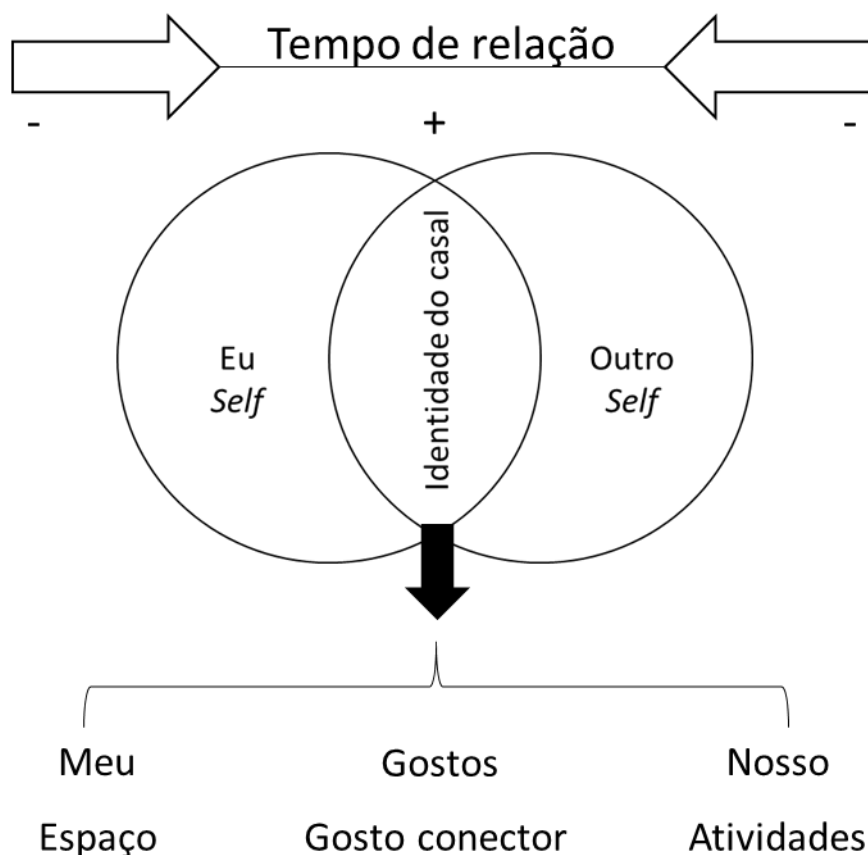 Tempo de relação
- + -
Identidade do casal
Eu
Self
Outro
Self
Meu Gostos Nosso
Espaço Gosto conector Atividades